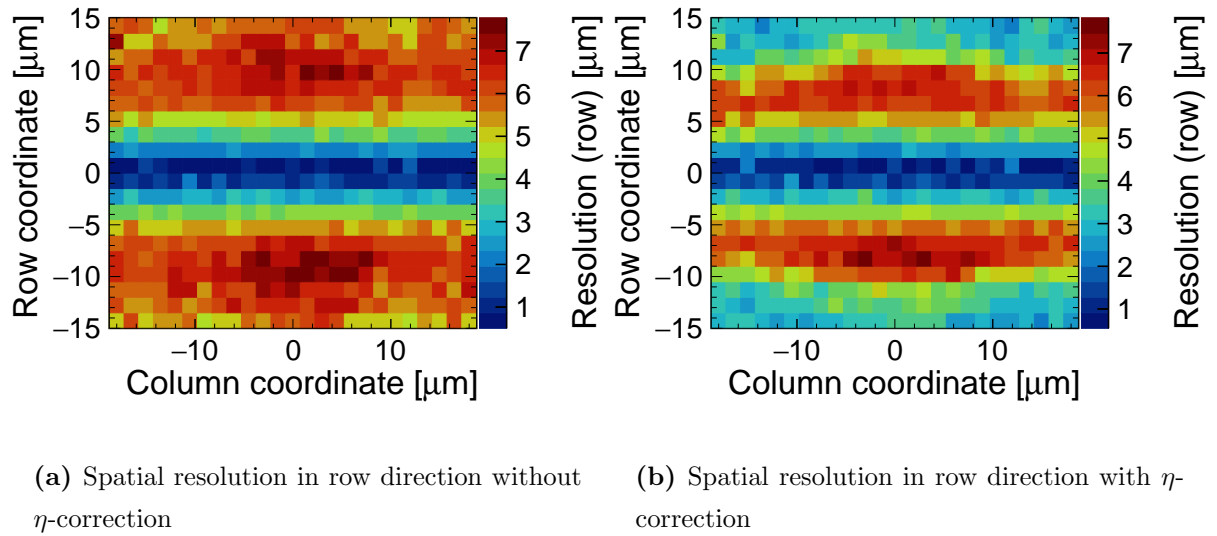 15
10
5
0
−5
−10
−15
Row coordinate [μm]
−10 0 10
Column coordinate [μm]
7
6
5
4
3
2
1
Resolution (row) [μm]
15
10
5
0
−5
−10
−15
Row coordinate [μm]
−10 0 10
Column coordinate [μm]
7
6
5
4
3
2
1
Resolution (row) [μm]
(a) Spatial resolution in row direction without
η-correction
(b) Spatial resolution in row direction with η-
correction